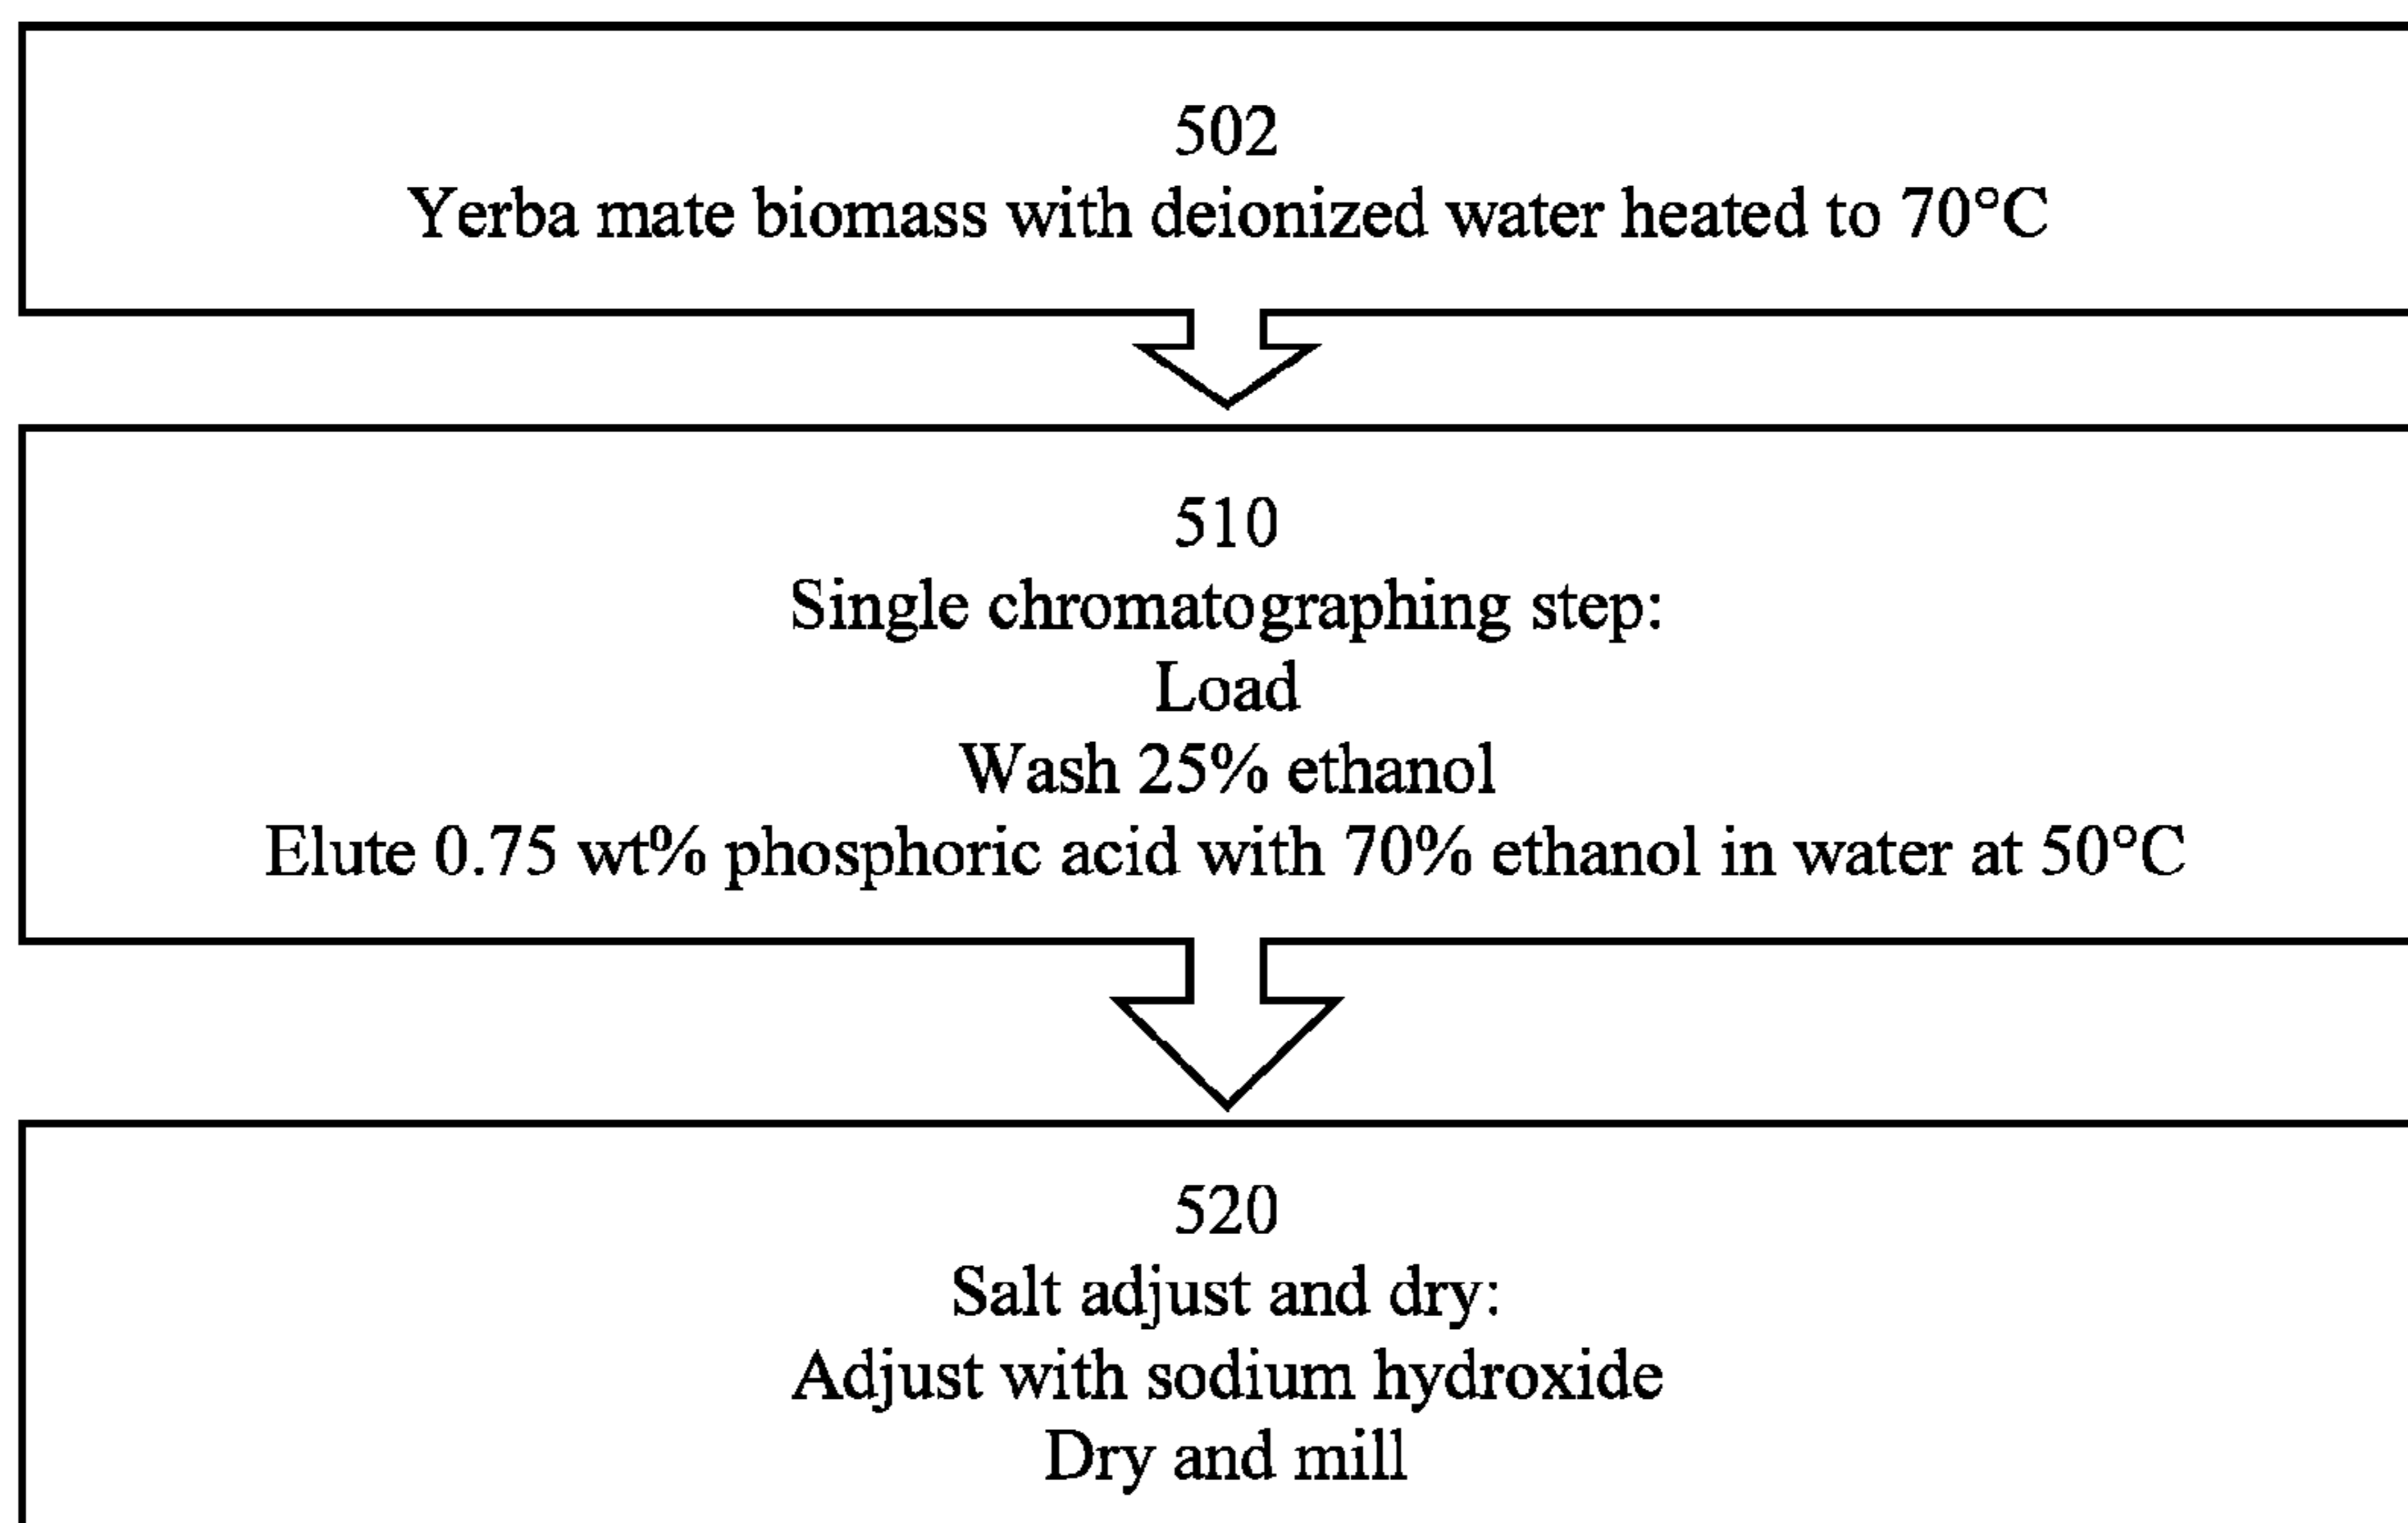 502
Yerba mate biomass with deionized water heated to 70°C
510
Single chromatographing step:
Load
Wash 25% ethanol
Elute 0.75 wt% phosphoric acid with 70% ethanol in water at 50°C
520
Salt adjust and dry:
Adjust with sodium hydroxide
Dry and mill